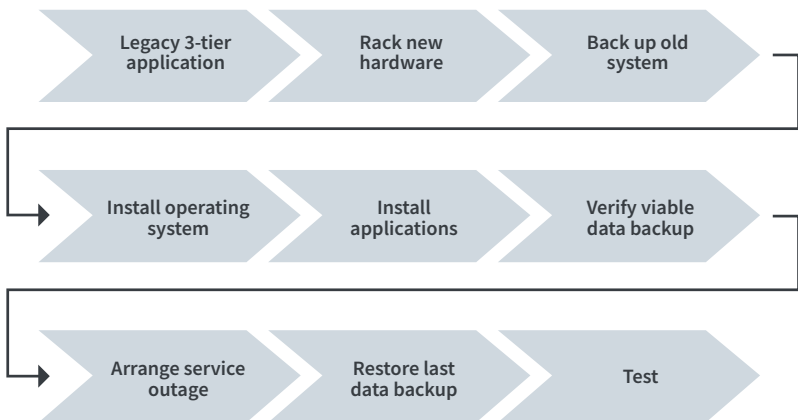 Legacy 3-tier
application
Rack new
hardware
Back up old
system
Install operating
system
Install
applications
Verify viable
data backup
Arrange service
outage
Restore last
data backup
Test